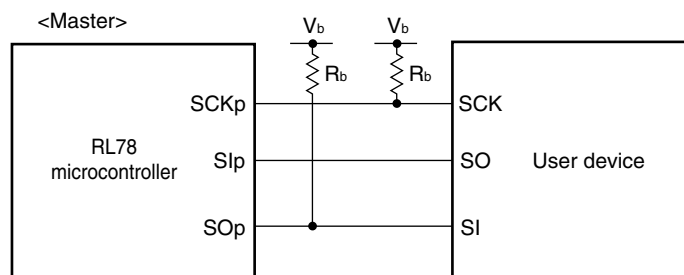 <Master>
Vb Vb
Rb Rb
SCKp SCK
RL78
microcontroller
SIp SO
User device
SOp SI